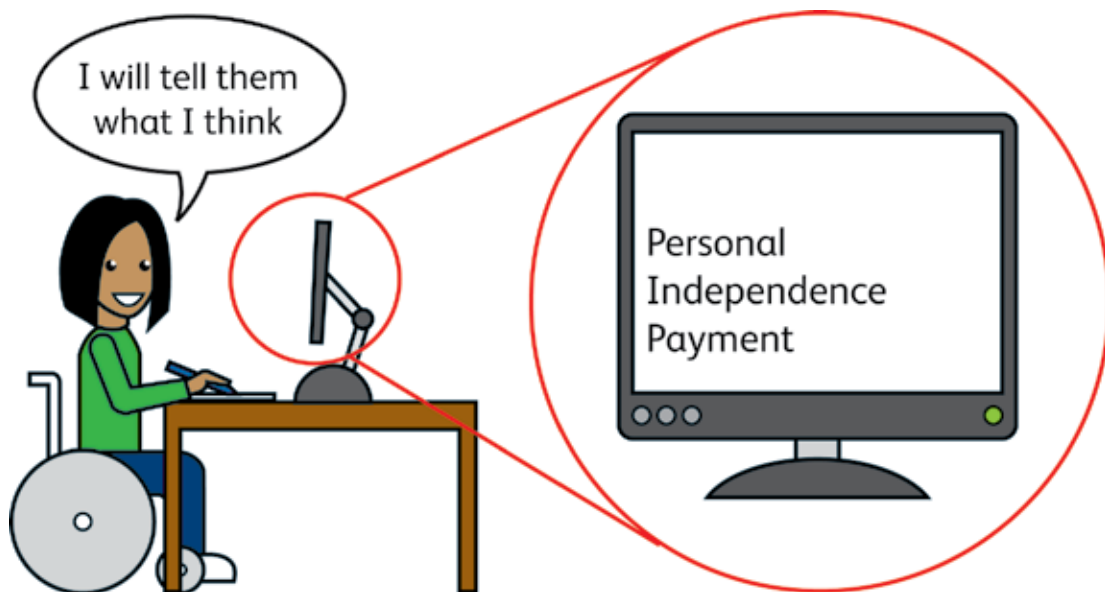 I will tell them
what I think
Personal
Independence
Payment